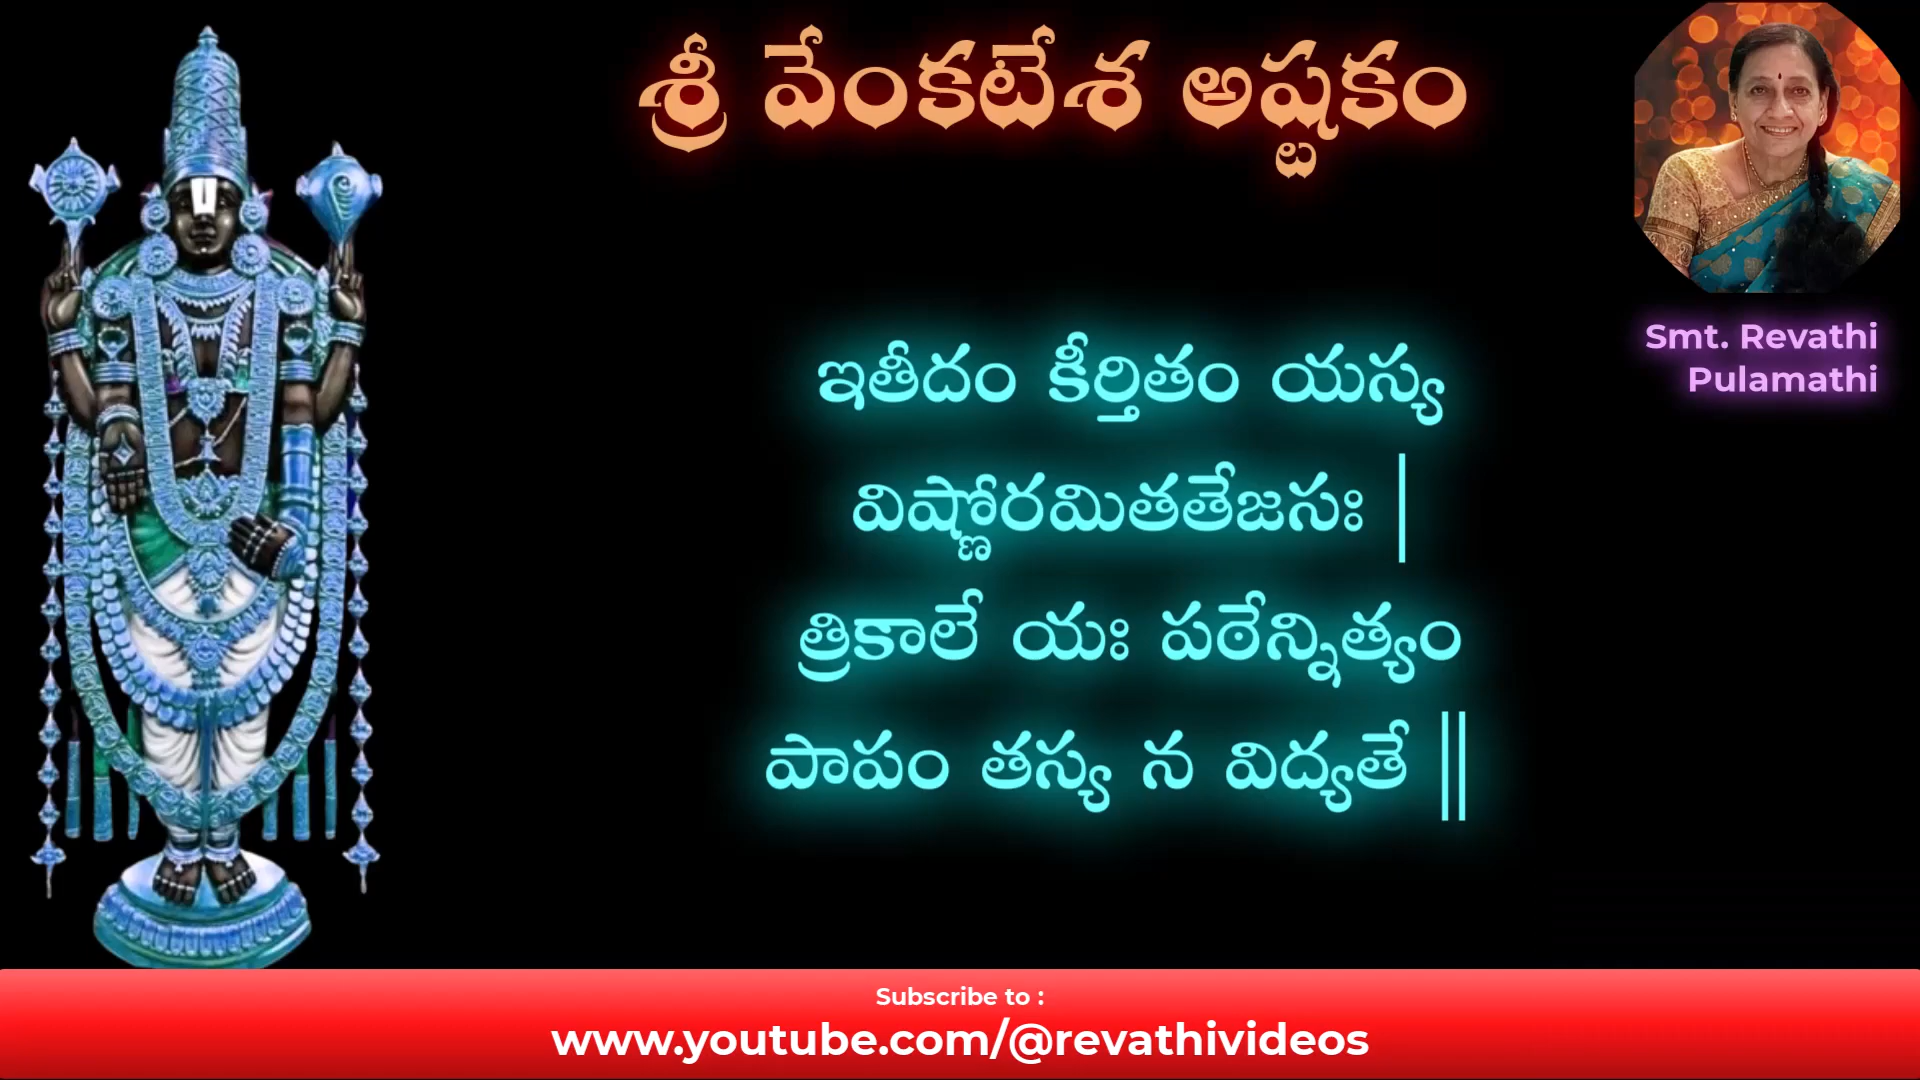 శ్రీ వేంకటేశ అష్టకం
ఇతీదం కీర్తితం యస్య
విష్ణోరమితతేజసః |
త్రికాలే యః పఠేన్నిత్యం
పాపం తస్య న విద్యతే ||
Smt. Revathi
Pulamathi
Subscribe to :
www.youtube.com/@revathivideos